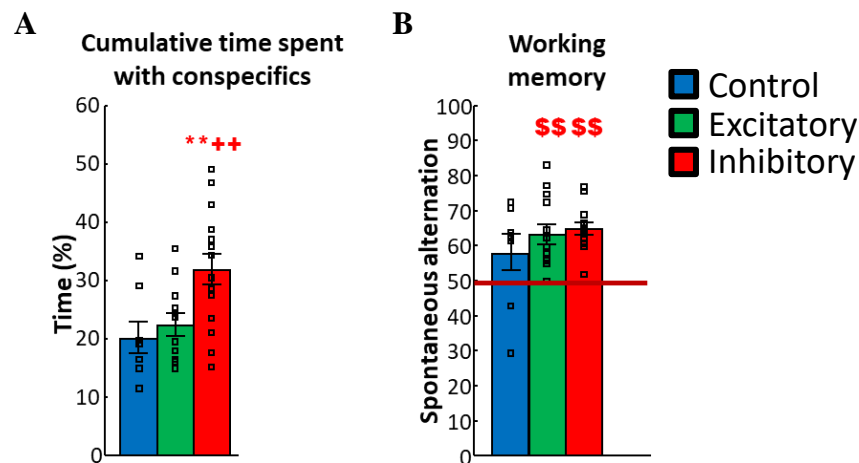 A
Cumulative time spent
with conspecifics
Time (%)
60
50
40
30
20
10
0
**++
B
Working
memory
Spontaneous alternation
100
90
80
70
60
50
40
30
20
10
0
$$ $$
Control
Excitatory
Inhibitory